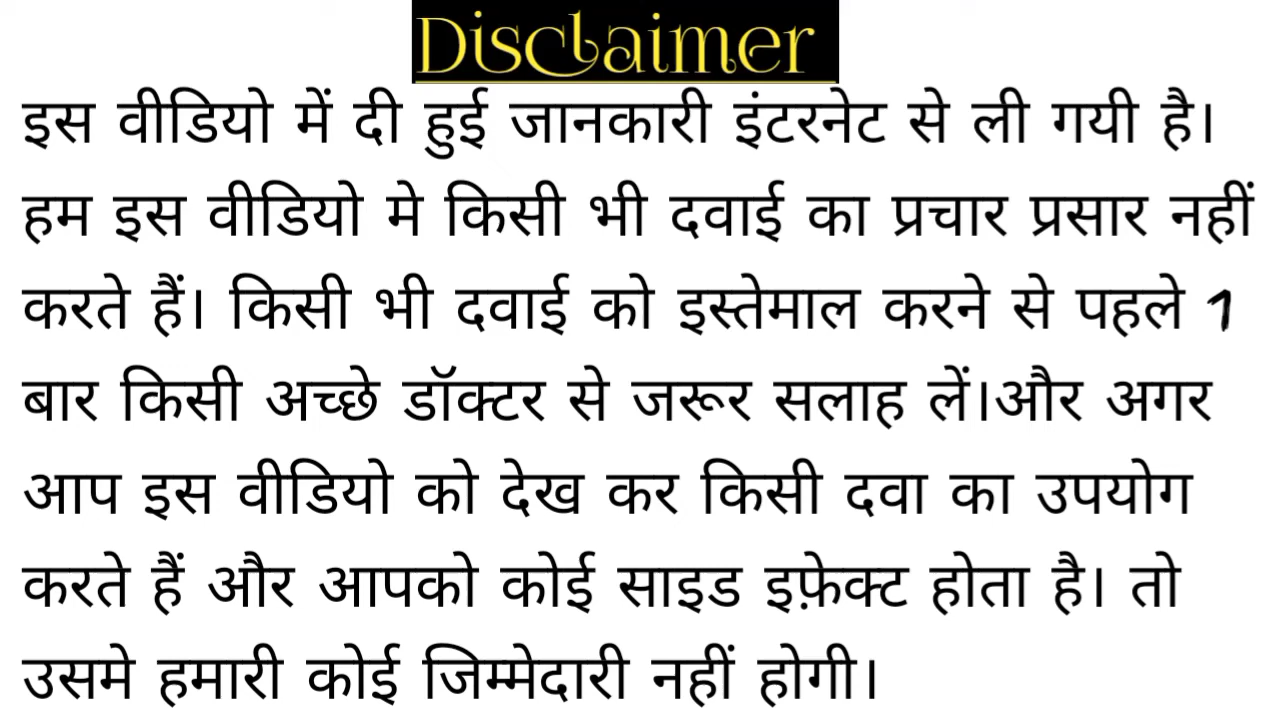 Disclaimer
इस वीडियो में दी हुई जानकारी इंटरनेट से ली गयी है।
हम इस वीडियो मे किसी भी दवाई का प्रचार प्रसार नहीं
करते हैं। किसी भी दवाई को इस्तेमाल करने से पहले 1
बार किसी अच्छे डॉक्टर से जरूर सलाह लें।और अगर
आप इस वीडियो को देख कर किसी दवा का उपयोग
करते हैं और आपको कोई साइड इफ़ेक्ट होता है। तो
उसमे हमारी कोई जिम्मेदारी नहीं होगी।